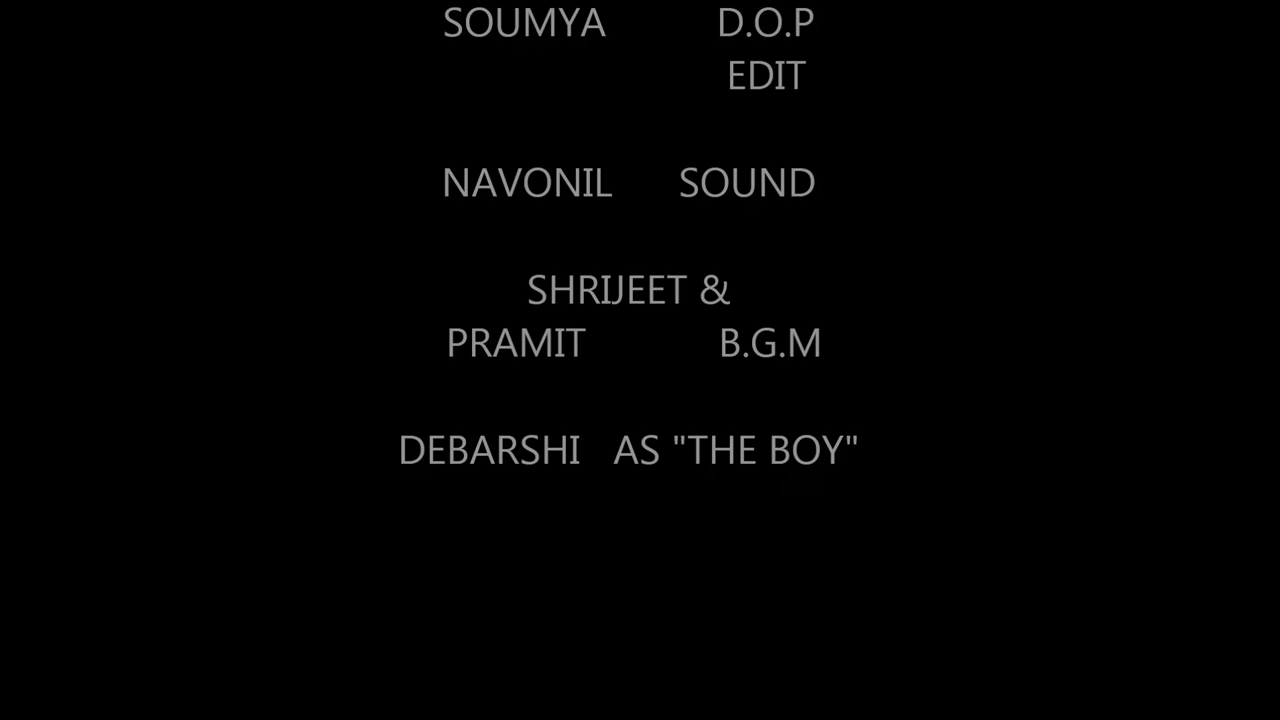 SOUMYA D.O.P
EDIT
NAVONIL SOUND
SHRIJEET &
PRAMIT B.G.M
DEBARSHI AS "THE BOY"